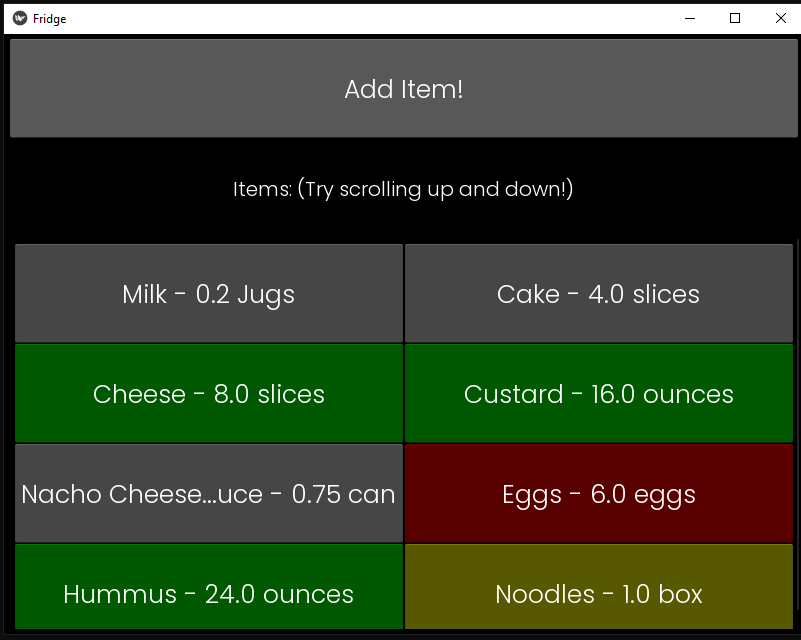 Fridge
Add Item!
Items: (Try scrolling up and down!)
Milk - 0.2 Jugs
Cake - 4.0 slices
Cheese - 8.0 slices
Custard - 16.0 ounces
Nacho Cheese...uce - 0.75 can
Eggs - 6.0 eggs
Hummus - 24.0 ounces
Noodles - 1.0 box